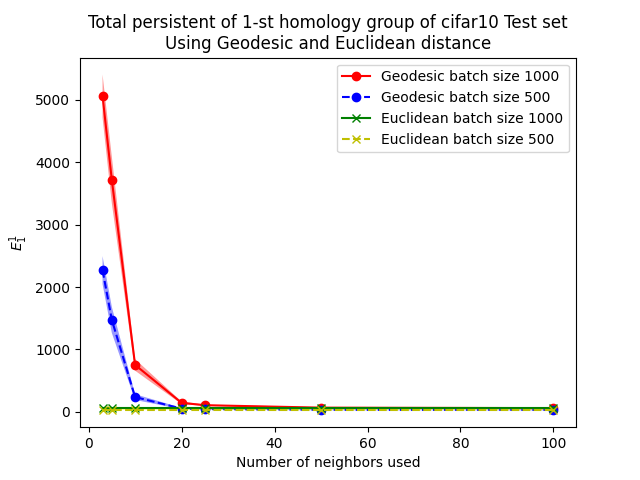 Total persistent of 1-st homology group of cifar10 Test set
Using Geodesic and Euclidean distance
Geodesic batch size 1000
Geodesic batch size 500
Euclidean batch size 1000
Euclidean batch size 500
5000
4000
3000
2000
1000
0
E_1^1
0 20 40 60 80 100
Number of neighbors used